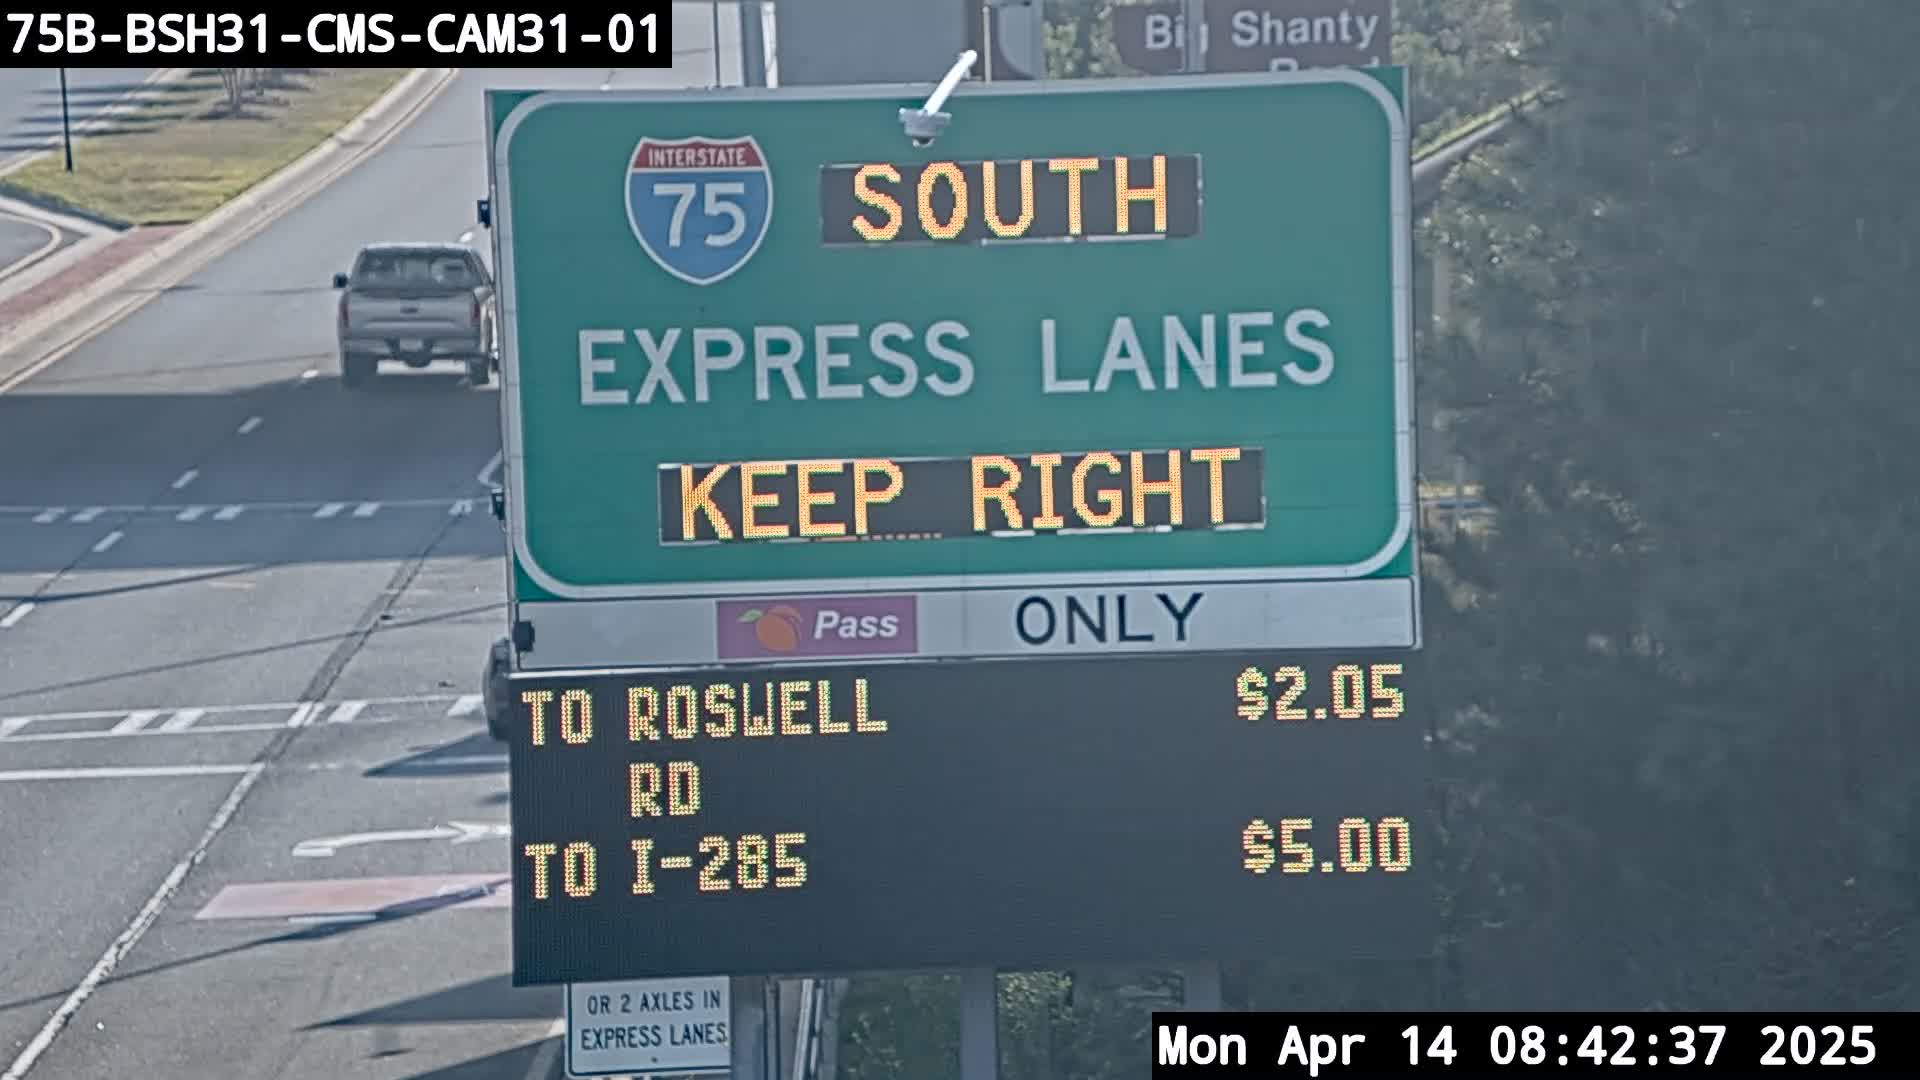 75B-BSH31-CMS-CAM31-01
Big Shanty
Road
INTERSTATE
75
SOUTH
EXPRESS LANES
KEEP RIGHT
Pass ONLY
TO ROSWELL $2.05
RD
TO I-285 $5.00
OR 2 AXLES IN
EXPRESS LANES
Mon Apr 14 08:42:37 2025